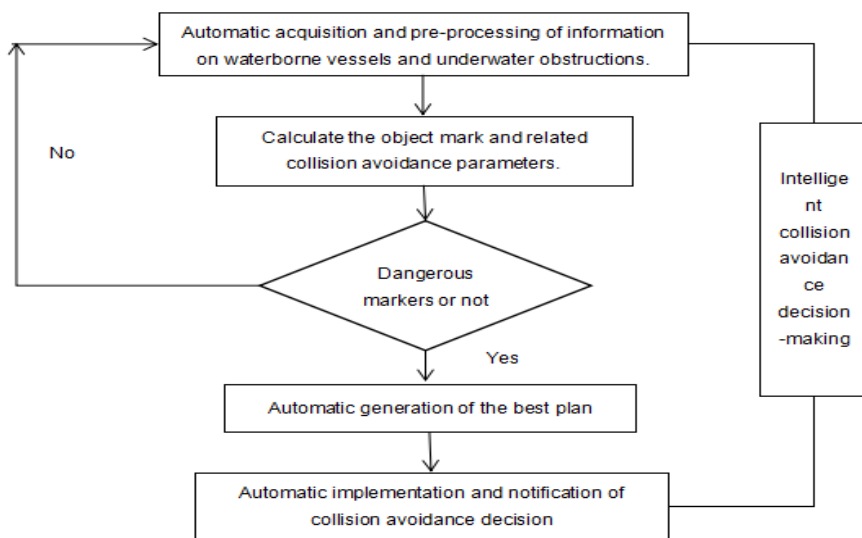 Automatic acquisition and pre-processing of information
on waterborne vessels and underwater obstructions.
Calculate the object mark and related
collision avoidance parameters.
No
Dangerous
markers or not
Yes
Automatic generation of the best plan
Automatic implementation and notification of
collision avoidance decision
Intellige
nt
collision
avoidan
ce
decision
-making